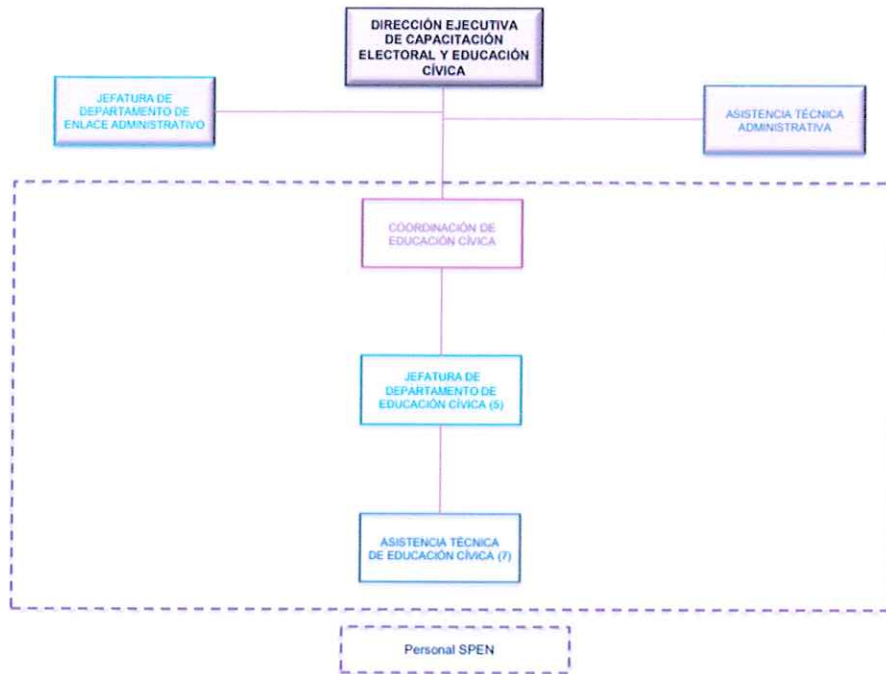 DIRECCIÓN EJECUTIVA
DE CAPACITACIÓN
ELECTORAL Y EDUCACIÓN
CÍVICA
JEFATURA DE
DEPARTAMENTO DE
ENLACE ADMINISTRATIVO
ASISTENCIA TÉCNICA
ADMINISTRATIVA
COORDINACIÓN DE
EDUCACIÓN CÍVICA
JEFATURA DE
DEPARTAMENTO DE
EDUCACIÓN CÍVICA (5)
ASISTENCIA TÉCNICA
DE EDUCACIÓN CÍVICA (7)
Personal SPEN